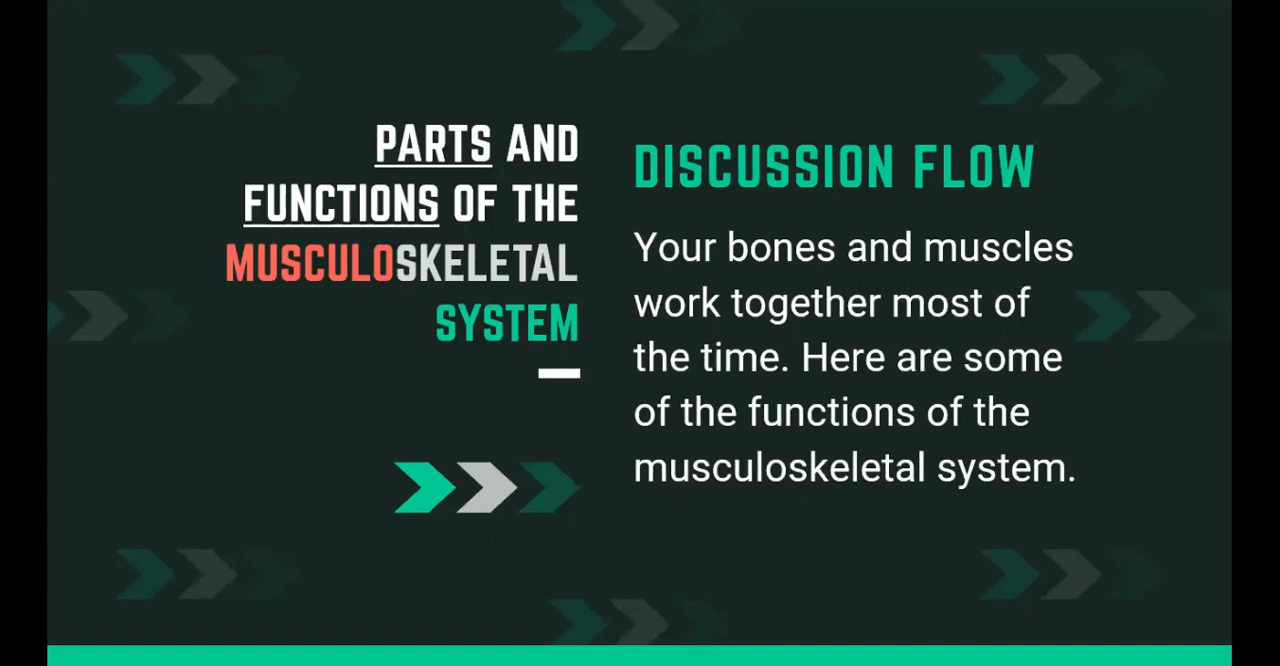 PARTS AND
FUNCTIONS OF THE
MUSCULOSKELETAL
SYSTEM
DISCUSSION FLOW
Your bones and muscles
work together most of
the time. Here are some
of the functions of the
musculoskeletal system.